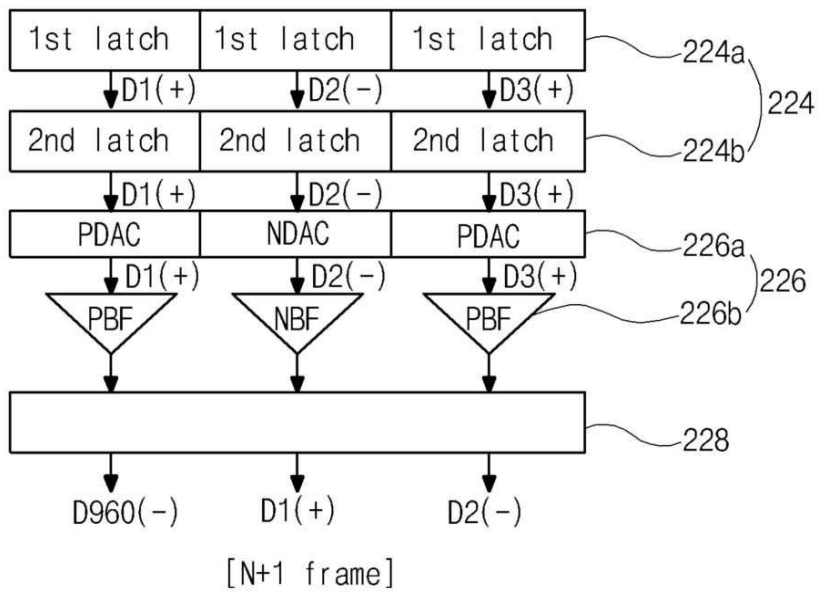 1st latch 1st latch 1st latch 224a
D1(+) D2(-) D3(+) 224
2nd latch 2nd latch 2nd latch 224b
D1(+) D2(-) D3(+)
PDAC NDAC PDAC 226a
D1(+) D2(-) D3(+) 226
PBF NBF PBF 226b
228
D960(-) D1(+) D2(-)
[N+1 frame]